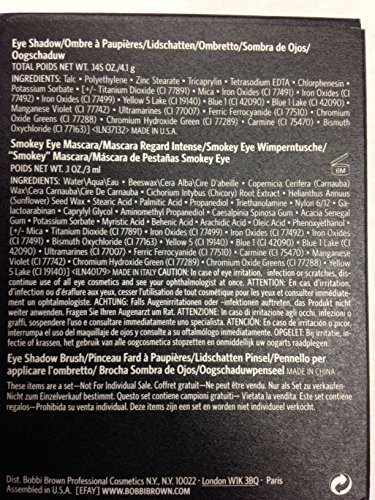 Eye Shadow/Ombre à Paupières/Lidschatten/Ombretto/Sombra de Ojos/
Oogschaduw
TOTAL POIDS NET WT. .145 OZ./4.1 g
INGREDIENTS: Talc • Polyethylene • Zinc Stearate • Tricaprylin • Tetrasodium EDTA • Chlorphenesin
• Potassium Sorbate • [+/- Titanium Dioxide (CI 77891) • Mica • Iron Oxides (CI 77491) • Iron
Oxides (CI 77492) • Iron Oxides (CI 77499) • Yellow 5 Lake (CI 19140) • Blue 1 (CI 42090) • Blue 1 Lake (CI 42090)
• Manganese Violet (CI 77742) • Ultramarines (CI 77007) • Ferric Ferrocyanide (CI 77510) • Chromium
Oxide Greens (CI 77288) • Chromium Hydroxide Green (CI 77289) • Carmine (CI 75470) • Bismuth
Oxychloride (CI 77163)] <ILN37132> MADE IN U.S.A.
Smokey Eye Mascara/Mascara Regard Intense/Smokey Eye Wimperntusche/
"Smokey" Mascara/Máscara de Pestañas Smokey Eye
POIDS NET WT. .1 OZ/3 ml
6M
INGREDIENTS: Water\Aqua\Eau • Beeswax\Cera Alba\Cire D'abeille • Copernicia Cerifera (Carnauba)
Wax\Cera Carnauba\Cire De Carnauba • Cichorium Intybus (Chicory) Root Extract • Helianthus Annuus
(Sunflower) Seed Wax • Stearic Acid • Palmitic Acid • Propanediol • Triethanolamine • Nylon 6/12 • Ga-
lactoarabinan • Caprylyl Glycol • Aminomethyl Propanediol • Caesalpinia Spinosa Gum • Acacia Senegal
Gum • Potassium Sorbate • Myristic Acid • Behenic Acid • Arachidic Acid • Oleic Acid • Phenoxyethanol •
[+/- Mica • Titanium Dioxide (CI 77891) • Iron Oxides (CI 77499) • Iron Oxides (CI 77492) • Iron Oxides (CI 77491)
• Bismuth Oxychloride (CI 77163) • Yellow 5 (CI 19140) • Blue 1 Lake (CI 42090) • Blue 1 (CI
42090) • Ultramarines (CI 77007) • Ferric Ferrocyanide (CI 77510) • Carmine (CI 75470) • Manganese
Violet (CI 77742) • Chromium Hydroxide Green (CI 77289) • Chromium Oxide Greens (CI 77288) • Yellow
5 Lake (CI 19140)] <ILN40179> MADE IN ITALY CAUTION: In case of eye irritation, infection or scratches, dis-
continue use of all eye cosmetics and see your ophthalmologist at once. ATTENTION: En cas d'irritation,
d'infection ou d'éraflure aux yeux, cesser l'utilisation de tout cosmétique pour les yeux et consulter immédiate-
ment un ophtalmologiste. ACHTUNG: Falls Augenirritationen oder -infektionen auftreten, das Produkt nicht
weiter anwenden. Fragen Sie Ihren Augenarzt um Rat. ATTENZIONE: In caso di irritazione agli occhi, infezioni o
graffi, sospendere l'uso e consultare immediatamente uno specialista. ATENCIÓN: En caso de irritación o picor
interrumpa el uso del maquillaje de ojos y consulte a su oftalmólogo inmediatamente. OPGELET: Bij irritatie, in-
fectie of krassen, het gebruik van alle oogcosmetica stopzetten en onmiddellijk uw oogarts raadplegen.
Eye Shadow Brush/Pinceau Fard à Paupières/Lidschatten Pinsel/Pennello per
applicare l'ombretto/ Brocha Sombra de Ojos/Oogschaduwpenseel MADE IN CHINA
These items are a set—Not For Individual Sale. Coffret gratuit—Ne peut être vendu. Nur als Set zu verkaufen–
Nicht zum Einzelverkauf bestimmt. Questo set contiene campioni gratuiti— Vietata la vendita. Este set contiene
regalos—Prohibida su venta individual. Deze items zijn een set en worden niet individueel verkocht.
Dist. Bobbi Brown Professional Cosmetics N.Y., N.Y. 10022 • London W1K 3BQ • Paris
Assembled in U.S.A. [EFAY] WWW.BOBBIBROWN.COM